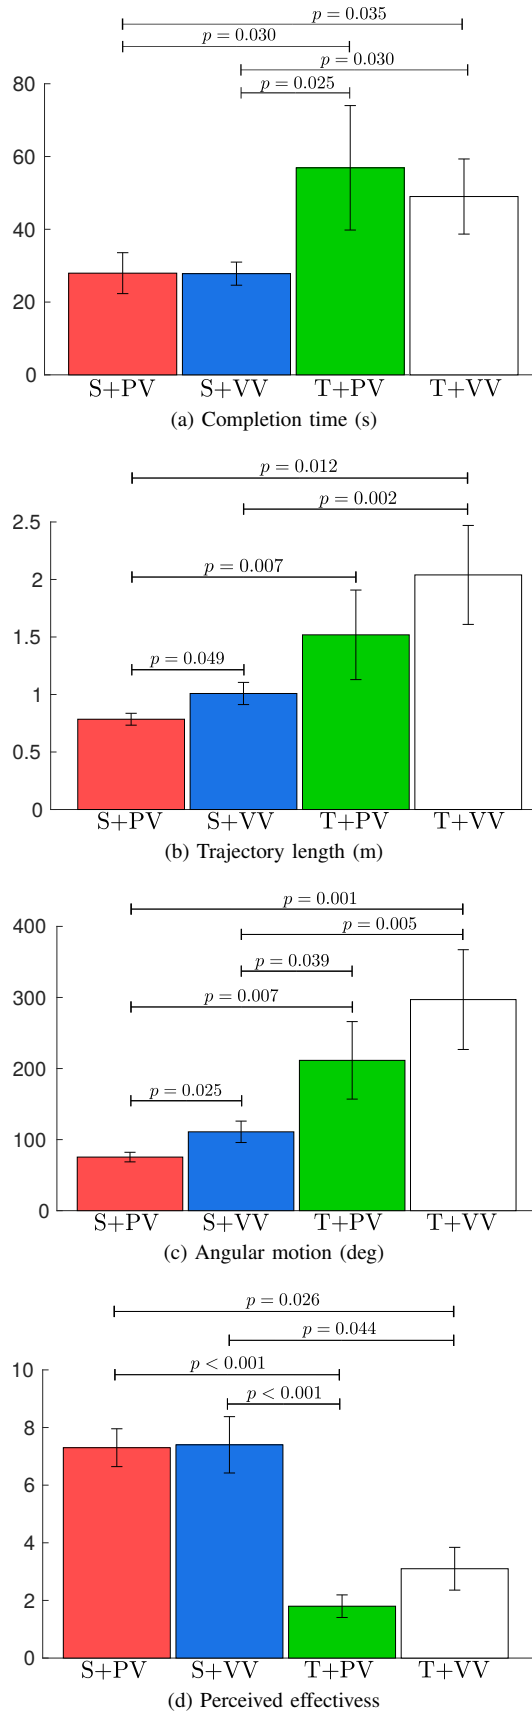 p = 0.035
p = 0.030
p = 0.030
p = 0.025
80
60
40
20
0
S+PV S+VV T+PV T+VV
(a) Completion time (s)
p = 0.012
p = 0.002
2.5
p = 0.007
2
1.5
p = 0.049
1
0.5
0
S+PV S+VV T+PV T+VV
(b) Trajectory length (m)
p = 0.001
400
p = 0.005
p = 0.039
300
p = 0.007
200
p = 0.025
100
0
S+PV S+VV T+PV T+VV
(c) Angular motion (deg)
p = 0.026
p = 0.044
10
p < 0.001
p < 0.001
8
6
4
2
0
S+PV S+VV T+PV T+VV
(d) Perceived effectivess